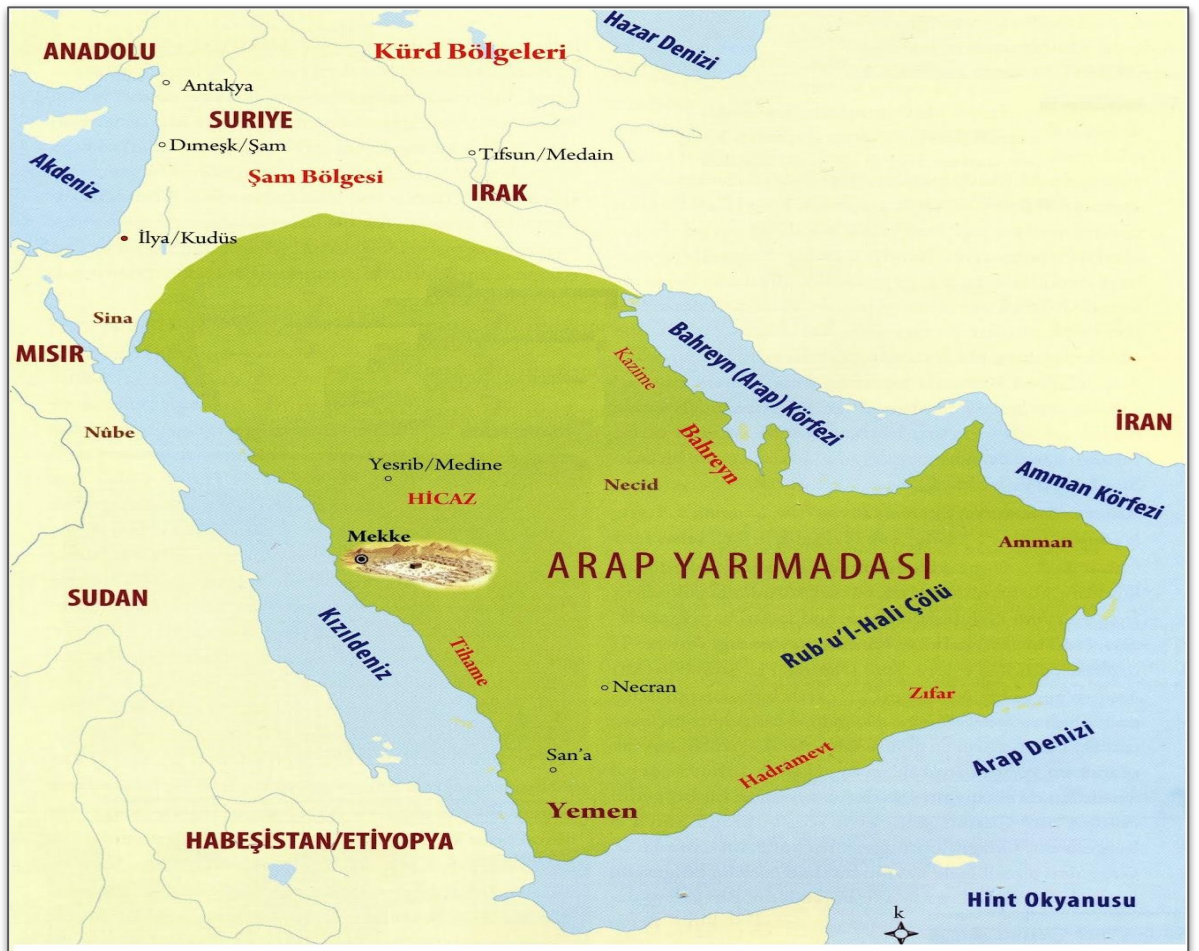 Hazar Denizi
ANADOLU
Kürd Bölgeleri
Antakya
SURIYE
Dımeşk/Şam
Tıfsun/Medain
Akdeniz
Şam Bölgesi
IRAK
İlya/Kudüs
Sina
MISIR
Kazime
Bahreyn (Arap) Körfezi
İRAN
Nûbe
Bahreyn
Yesrib/Medine
Necid
Amman Körfezi
HİCAZ
Mekke
Amman
ARAP YARIMADASI
SUDAN
Rub’u’l-Hali Çölü
Kızıldeniz
Tihame
Necran
Zıfar
Arap Denizi
San’a
Hadramevt
Yemen
HABEŞİSTAN/ETİYOPYA
Hint Okyanusu
k